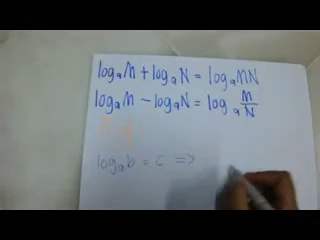 logₐM + logₐN = logₐMN
logₐM − logₐN = logₐ M/N
logₐb = c =>